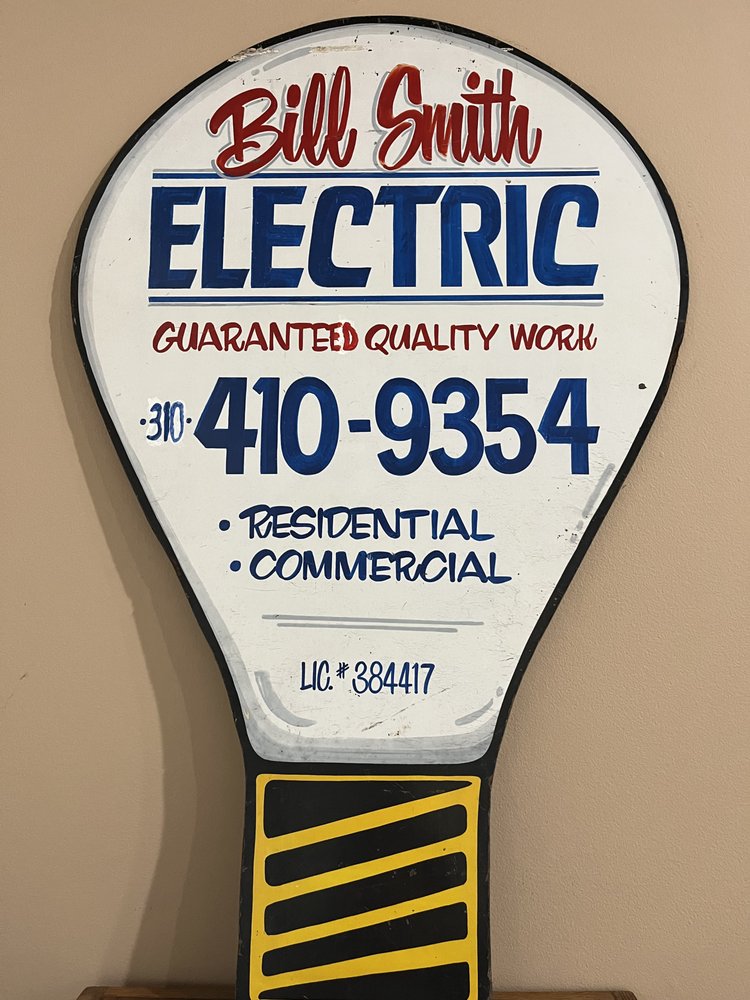 Bill Smith
ELECTRIC
GUARANTEED QUALITY WORK
·310· 410-9354
• RESIDENTIAL
• COMMERCIAL
LIC. # 384417